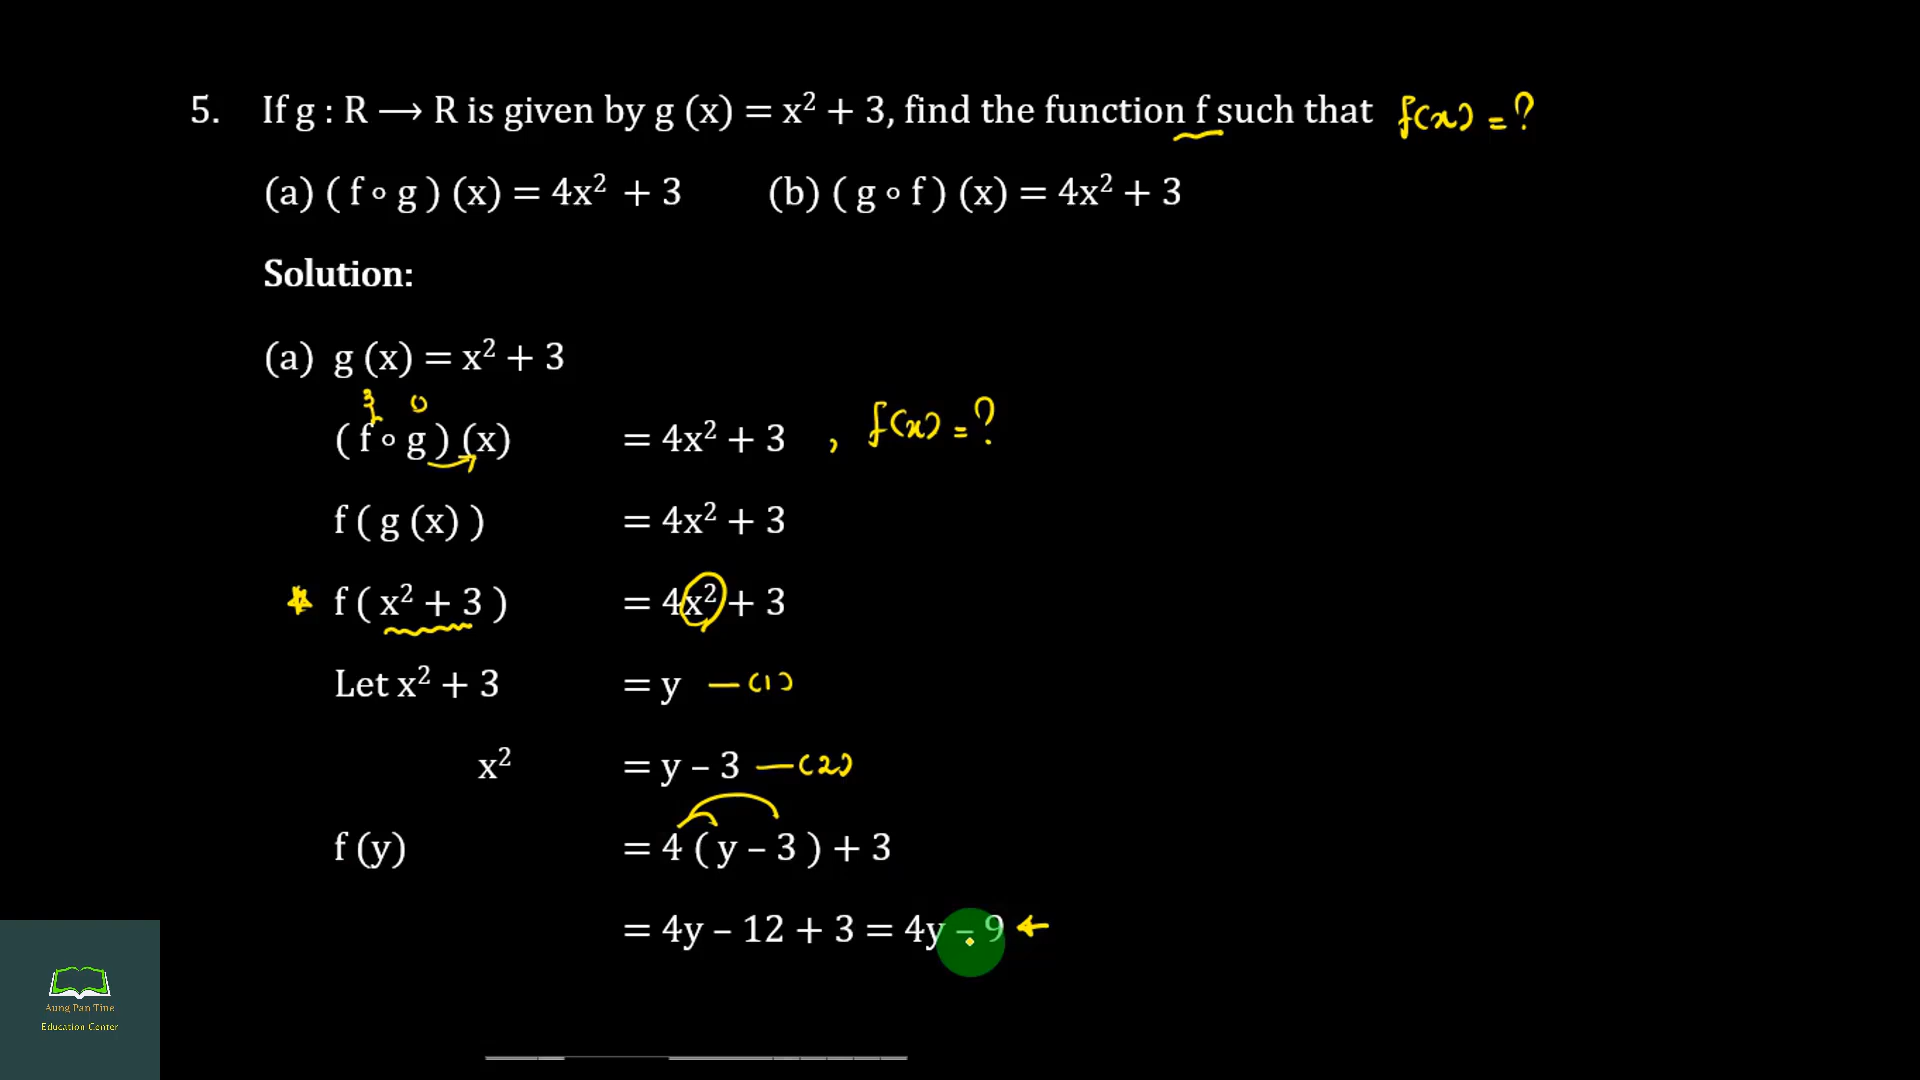 5. If g : R ⟶ R is given by g (x) = x² + 3, find the function f such that f(x) = ?
(a) ( f ∘ g ) (x) = 4x² + 3 (b) ( g ∘ f ) (x) = 4x² + 3
Solution:
(a) g (x) = x² + 3
( f ∘ g ) (x) = 4x² + 3 , f(x) = ?
f ( g (x) ) = 4x² + 3
* f ( x² + 3 ) = 4x² + 3
Let x² + 3 = y — (1)
x² = y – 3 — (2)
f (y) = 4 ( y – 3 ) + 3
= 4y – 12 + 3 = 4y – 9 ←
Aung Pan Tine
Education Center